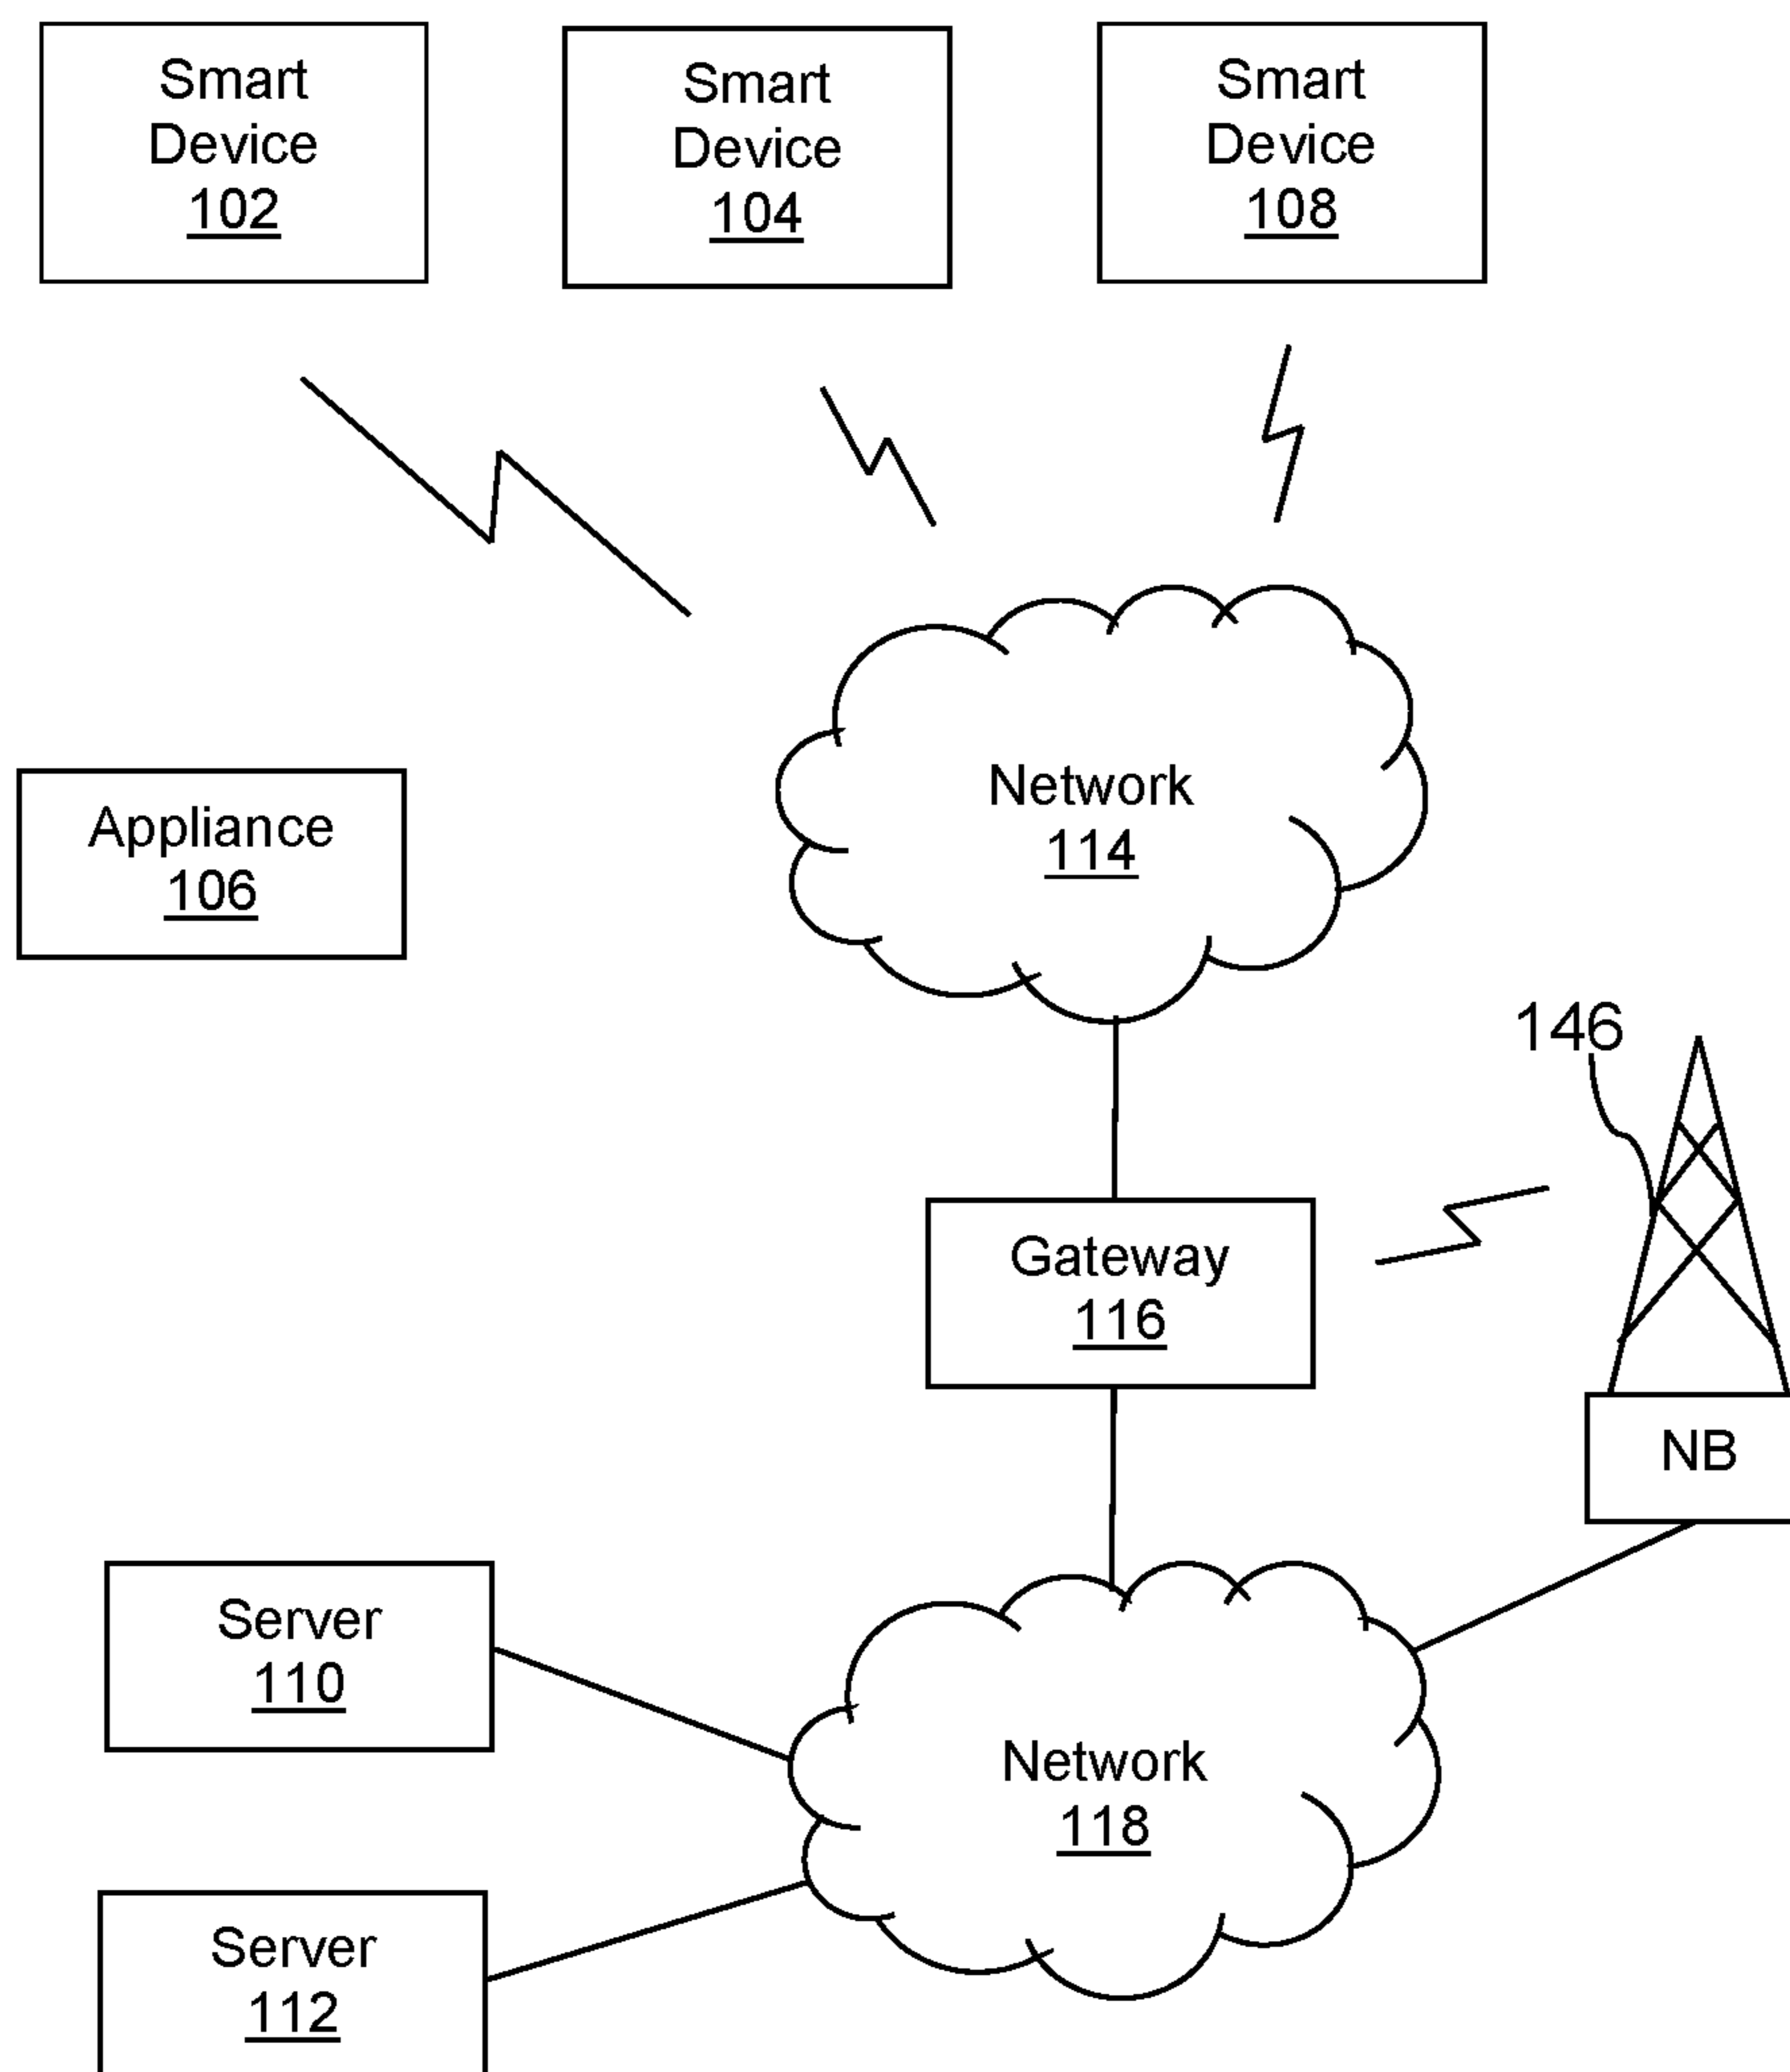 Smart
Device
102
Smart
Device
104
Smart
Device
108
Network
114
Appliance
106
146
Gateway
116
NB
Server
110
Network
118
Server
112